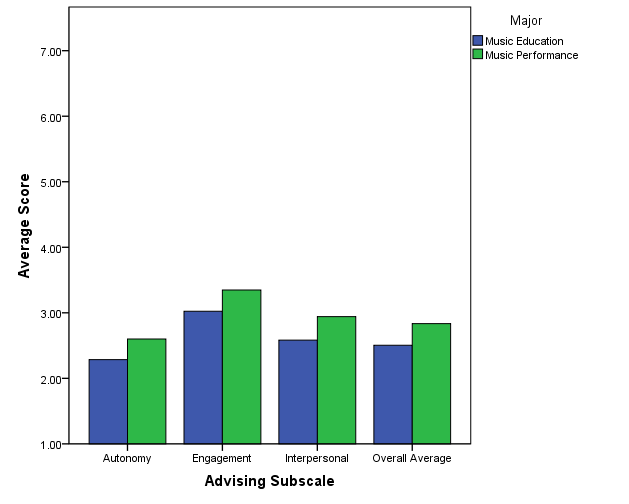 Major
Music Education
Music Performance
7.00
6.00
5.00
4.00
3.00
2.00
1.00
Average Score
Autonomy Engagement Interpersonal Overall Average
Advising Subscale